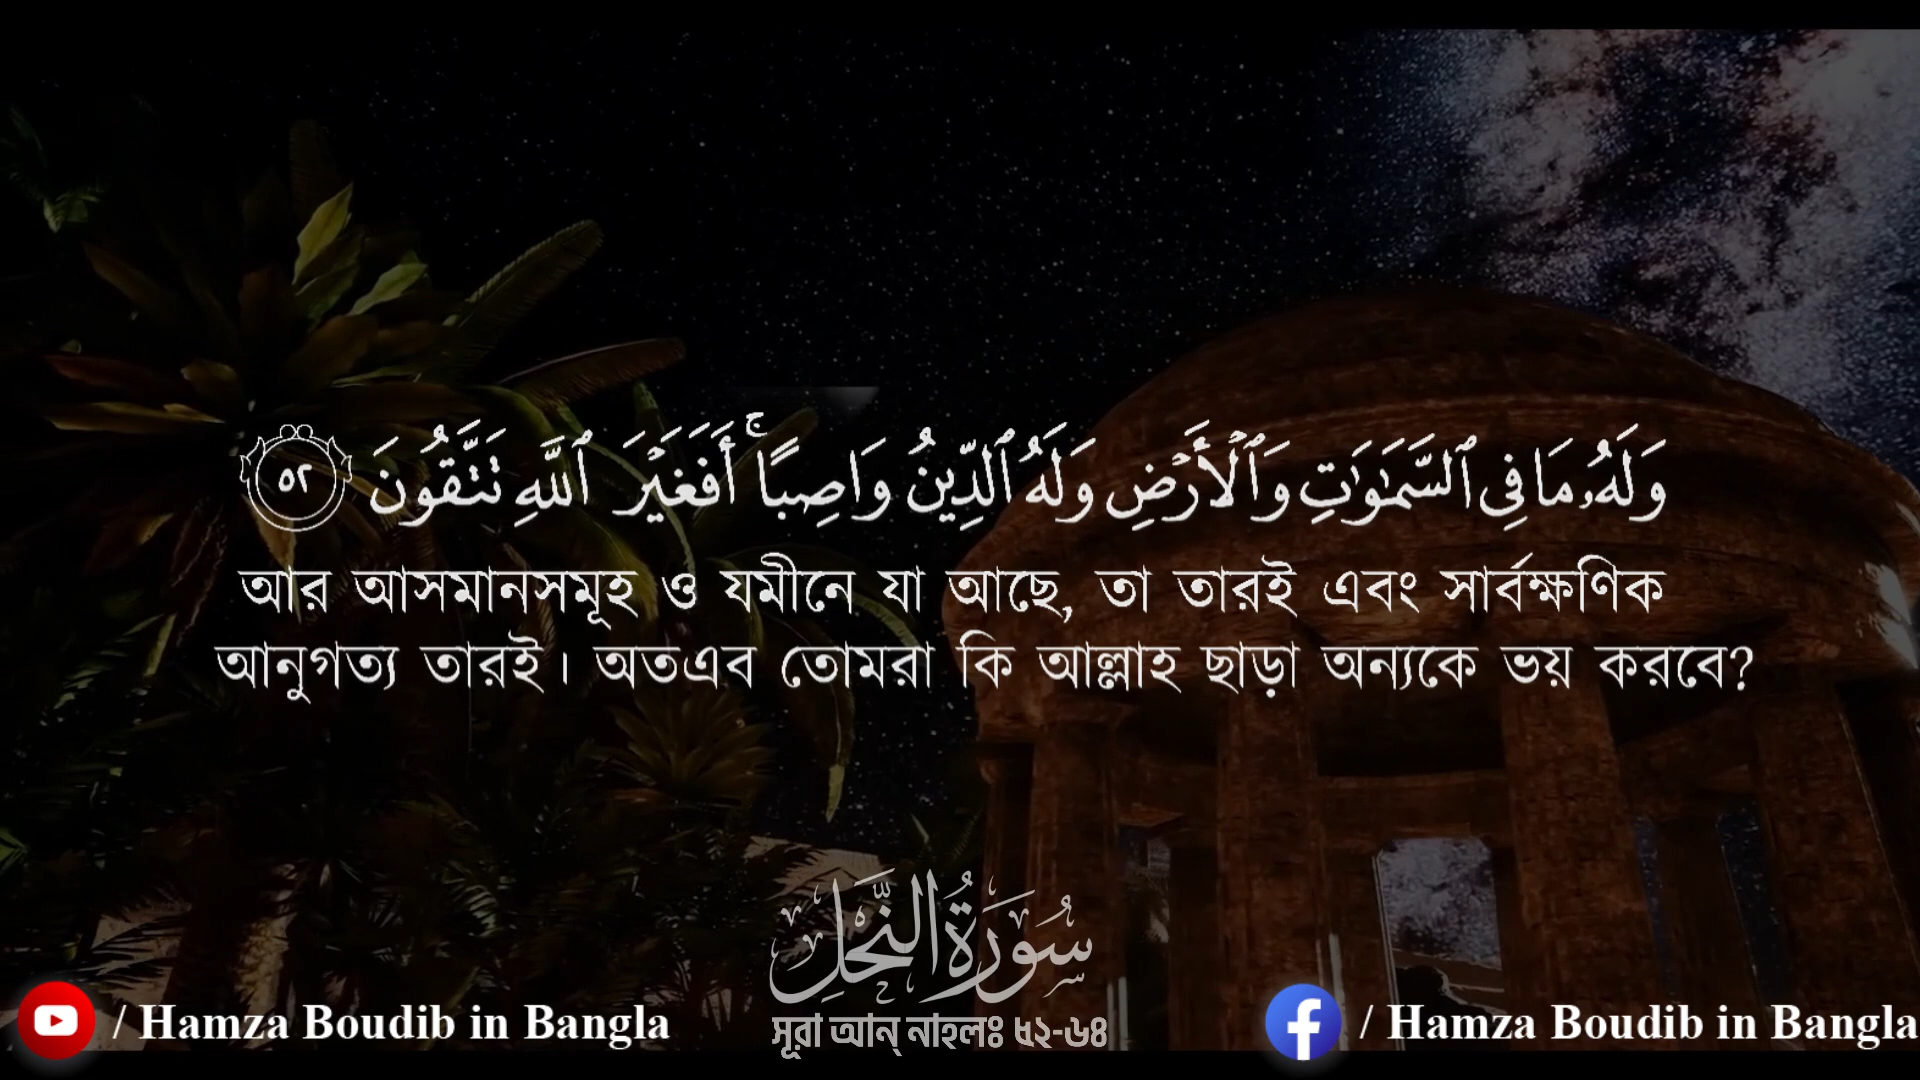 وَلَهُۥ مَا فِى ٱلسَّمَٰوَٰتِ وَٱلْأَرْضِ وَلَهُ ٱلدِّينُ وَاصِبًا ۚ أَفَغَيْرَ ٱللَّهِ تَتَّقُونَ ٥٢
আর আসমানসমূহ ও যমীনে যা আছে, তা তারই এবং সার্বক্ষণিক
আনুগত্য তারই। অতএব তোমরা কি আল্লাহ ছাড়া অন্যকে ভয় করবে?
سُورَةُ النَّحْلِ
সূরা আন্ নাহলঃ ৫২-৬৪
/ Hamza Boudib in Bangla
/ Hamza Boudib in Bangla